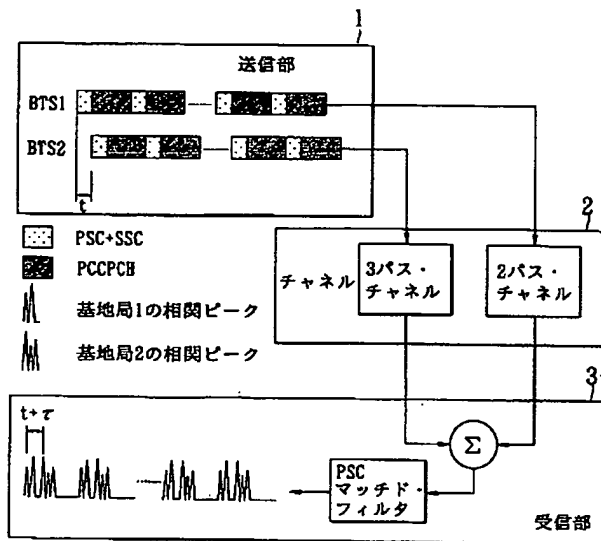 1
送信部
BTS1
BTS2
t
PSC+SSC
PCCPCH
基地局1の相関ピーク
基地局2の相関ピーク
2
チャネル
3パス・
チャネル
2パス・
チャネル
3
t+τ
Σ
PSC
マッチド・
フィルタ
受信部